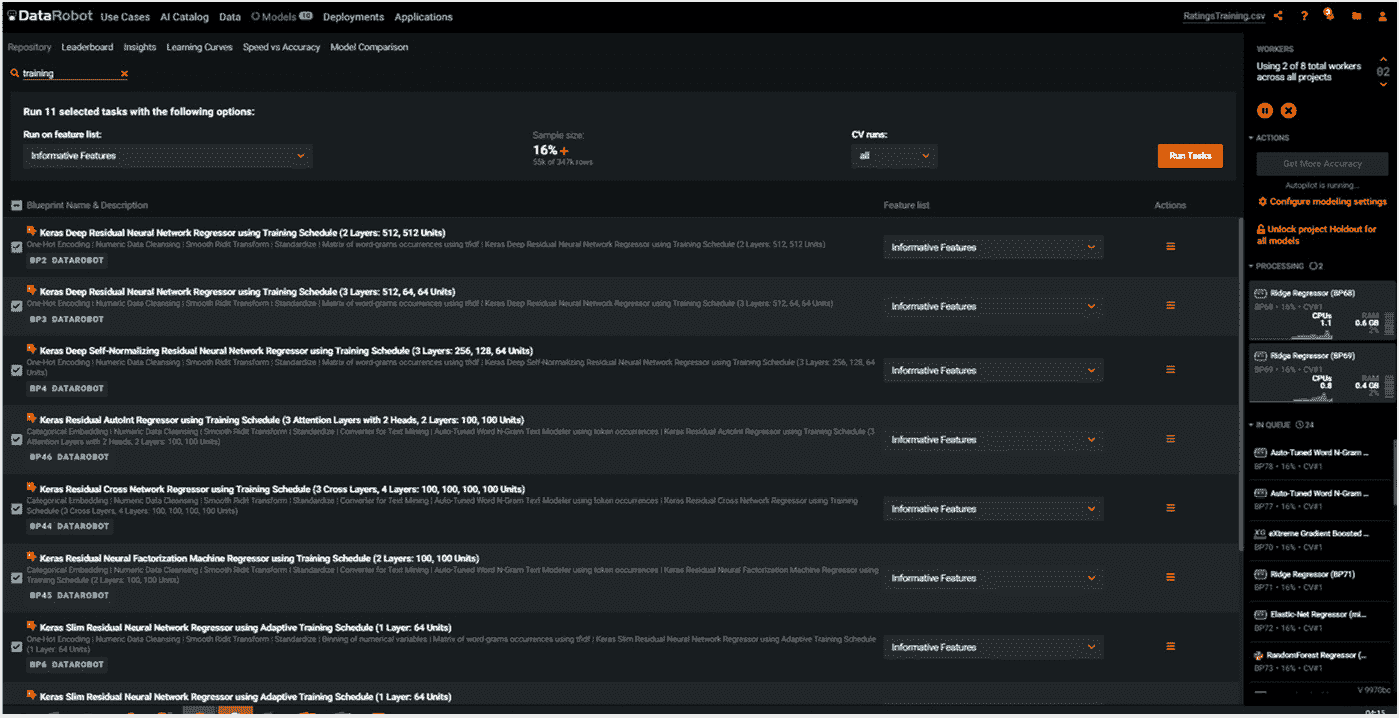 DataRobot Use Cases AI Catalog Data Models 10 Deployments Applications RatingsTraining.csv ? 3
Repository Leaderboard Insights Learning Curves Speed vs Accuracy Model Comparison
training
Run 11 selected tasks with the following options:
Run on feature list:
Informative Features
Sample size:
16% +
55k of 347k rows
CV runs:
all
Run Tasks
Blueprint Name & Description Feature list Actions
Keras Deep Residual Neural Network Regressor using Training Schedule (2 Layers: 512, 512 Units)
One-Hot Encoding | Numeric Data Cleansing | Smooth Ridit Transform | Standardize | Matrix of word-grams occurrences using tfidf | Keras Deep Residual Neural Network Regressor using Training Schedule (2 Layers: 512, 512 Units)
BP2 DATAROBOT
Informative Features
Keras Deep Residual Neural Network Regressor using Training Schedule (3 Layers: 512, 64, 64 Units)
One-Hot Encoding | Numeric Data Cleansing | Smooth Ridit Transform | Standardize | Matrix of word-grams occurrences using tfidf | Keras Deep Residual Neural Network Regressor using Training Schedule (3 Layers: 512, 64, 64 Units)
BP3 DATAROBOT
Informative Features
Keras Deep Self-Normalizing Residual Neural Network Regressor using Training Schedule (3 Layers: 256, 128, 64 Units)
One-Hot Encoding | Numeric Data Cleansing | Smooth Ridit Transform | Standardize | Matrix of word-grams occurrences using tfidf | Keras Deep Self-Normalizing Residual Neural Network Regressor using Training Schedule (3 Layers: 256, 128, 64
Units)
BP4 DATAROBOT
Informative Features
Keras Residual AutoInt Regressor using Training Schedule (3 Attention Layers with 2 Heads, 2 Layers: 100, 100 Units)
Categorical Embedding | Numeric Data Cleansing | Smooth Ridit Transform | Standardize | Converter for Text Mining | Auto-Tuned Word N-Gram Text Modeler using token occurrences | Keras Residual AutoInt Regressor using Training Schedule (3
Attention Layers with 2 Heads, 2 Layers: 100, 100 Units)
BP46 DATAROBOT
Informative Features
Keras Residual Cross Network Regressor using Training Schedule (3 Cross Layers, 4 Layers: 100, 100, 100, 100 Units)
Categorical Embedding | Numeric Data Cleansing | Smooth Ridit Transform | Standardize | Converter for Text Mining | Auto-Tuned Word N-Gram Text Modeler using token occurrences | Keras Residual Cross Network Regressor using Training
Schedule (3 Cross Layers, 4 Layers: 100, 100, 100, 100 Units)
BP44 DATAROBOT
Informative Features
Keras Residual Neural Factorization Machine Regressor using Training Schedule (2 Layers: 100, 100 Units)
Categorical Embedding | Numeric Data Cleansing | Smooth Ridit Transform | Standardize | Converter for Text Mining | Auto-Tuned Word N-Gram Text Modeler using token occurrences | Keras Residual Neural Factorization Machine Regressor using
Training Schedule (2 Layers: 100, 100 Units)
BP45 DATAROBOT
Informative Features
Keras Slim Residual Neural Network Regressor using Adaptive Training Schedule (1 Layer: 64 Units)
One-Hot Encoding | Numeric Data Cleansing | Smooth Ridit Transform | Standardize | Binning of numerical variables | Matrix of word-grams occurrences using tfidf | Keras Slim Residual Neural Network Regressor using Adaptive Training Schedule
(1 Layer: 64 Units)
BP6 DATAROBOT
Informative Features
Keras Slim Residual Neural Network Regressor using Adaptive Training Schedule (1 Layer: 64 Units)
WORKERS
Using 2 of 8 total workers
across all projects
02
ACTIONS
Get More Accuracy
Autopilot is running...
Configure modeling settings
Unlock project Holdout for
all models
PROCESSING 2
Ridge Regressor (BP68)
BP68 • 16% • CV#1
CPUs RAM
1.1 0.6 GB
2%
Ridge Regressor (BP69)
BP69 • 16% • CV#1
CPUs RAM
0.8 0.4 GB
2%
IN QUEUE 24
Auto-Tuned Word N-Gram ...
BP78 • 16% • CV#1
Auto-Tuned Word N-Gram ...
BP77 • 16% • CV#1
XG eXtreme Gradient Boosted ...
BP70 • 16% • CV#1
Ridge Regressor (BP71)
BP71 • 16% • CV#1
Elastic-Net Regressor (mi...
BP72 • 16% • CV#1
RandomForest Regressor (...
BP73 • 16% • CV#1
V 9970bc
04:15